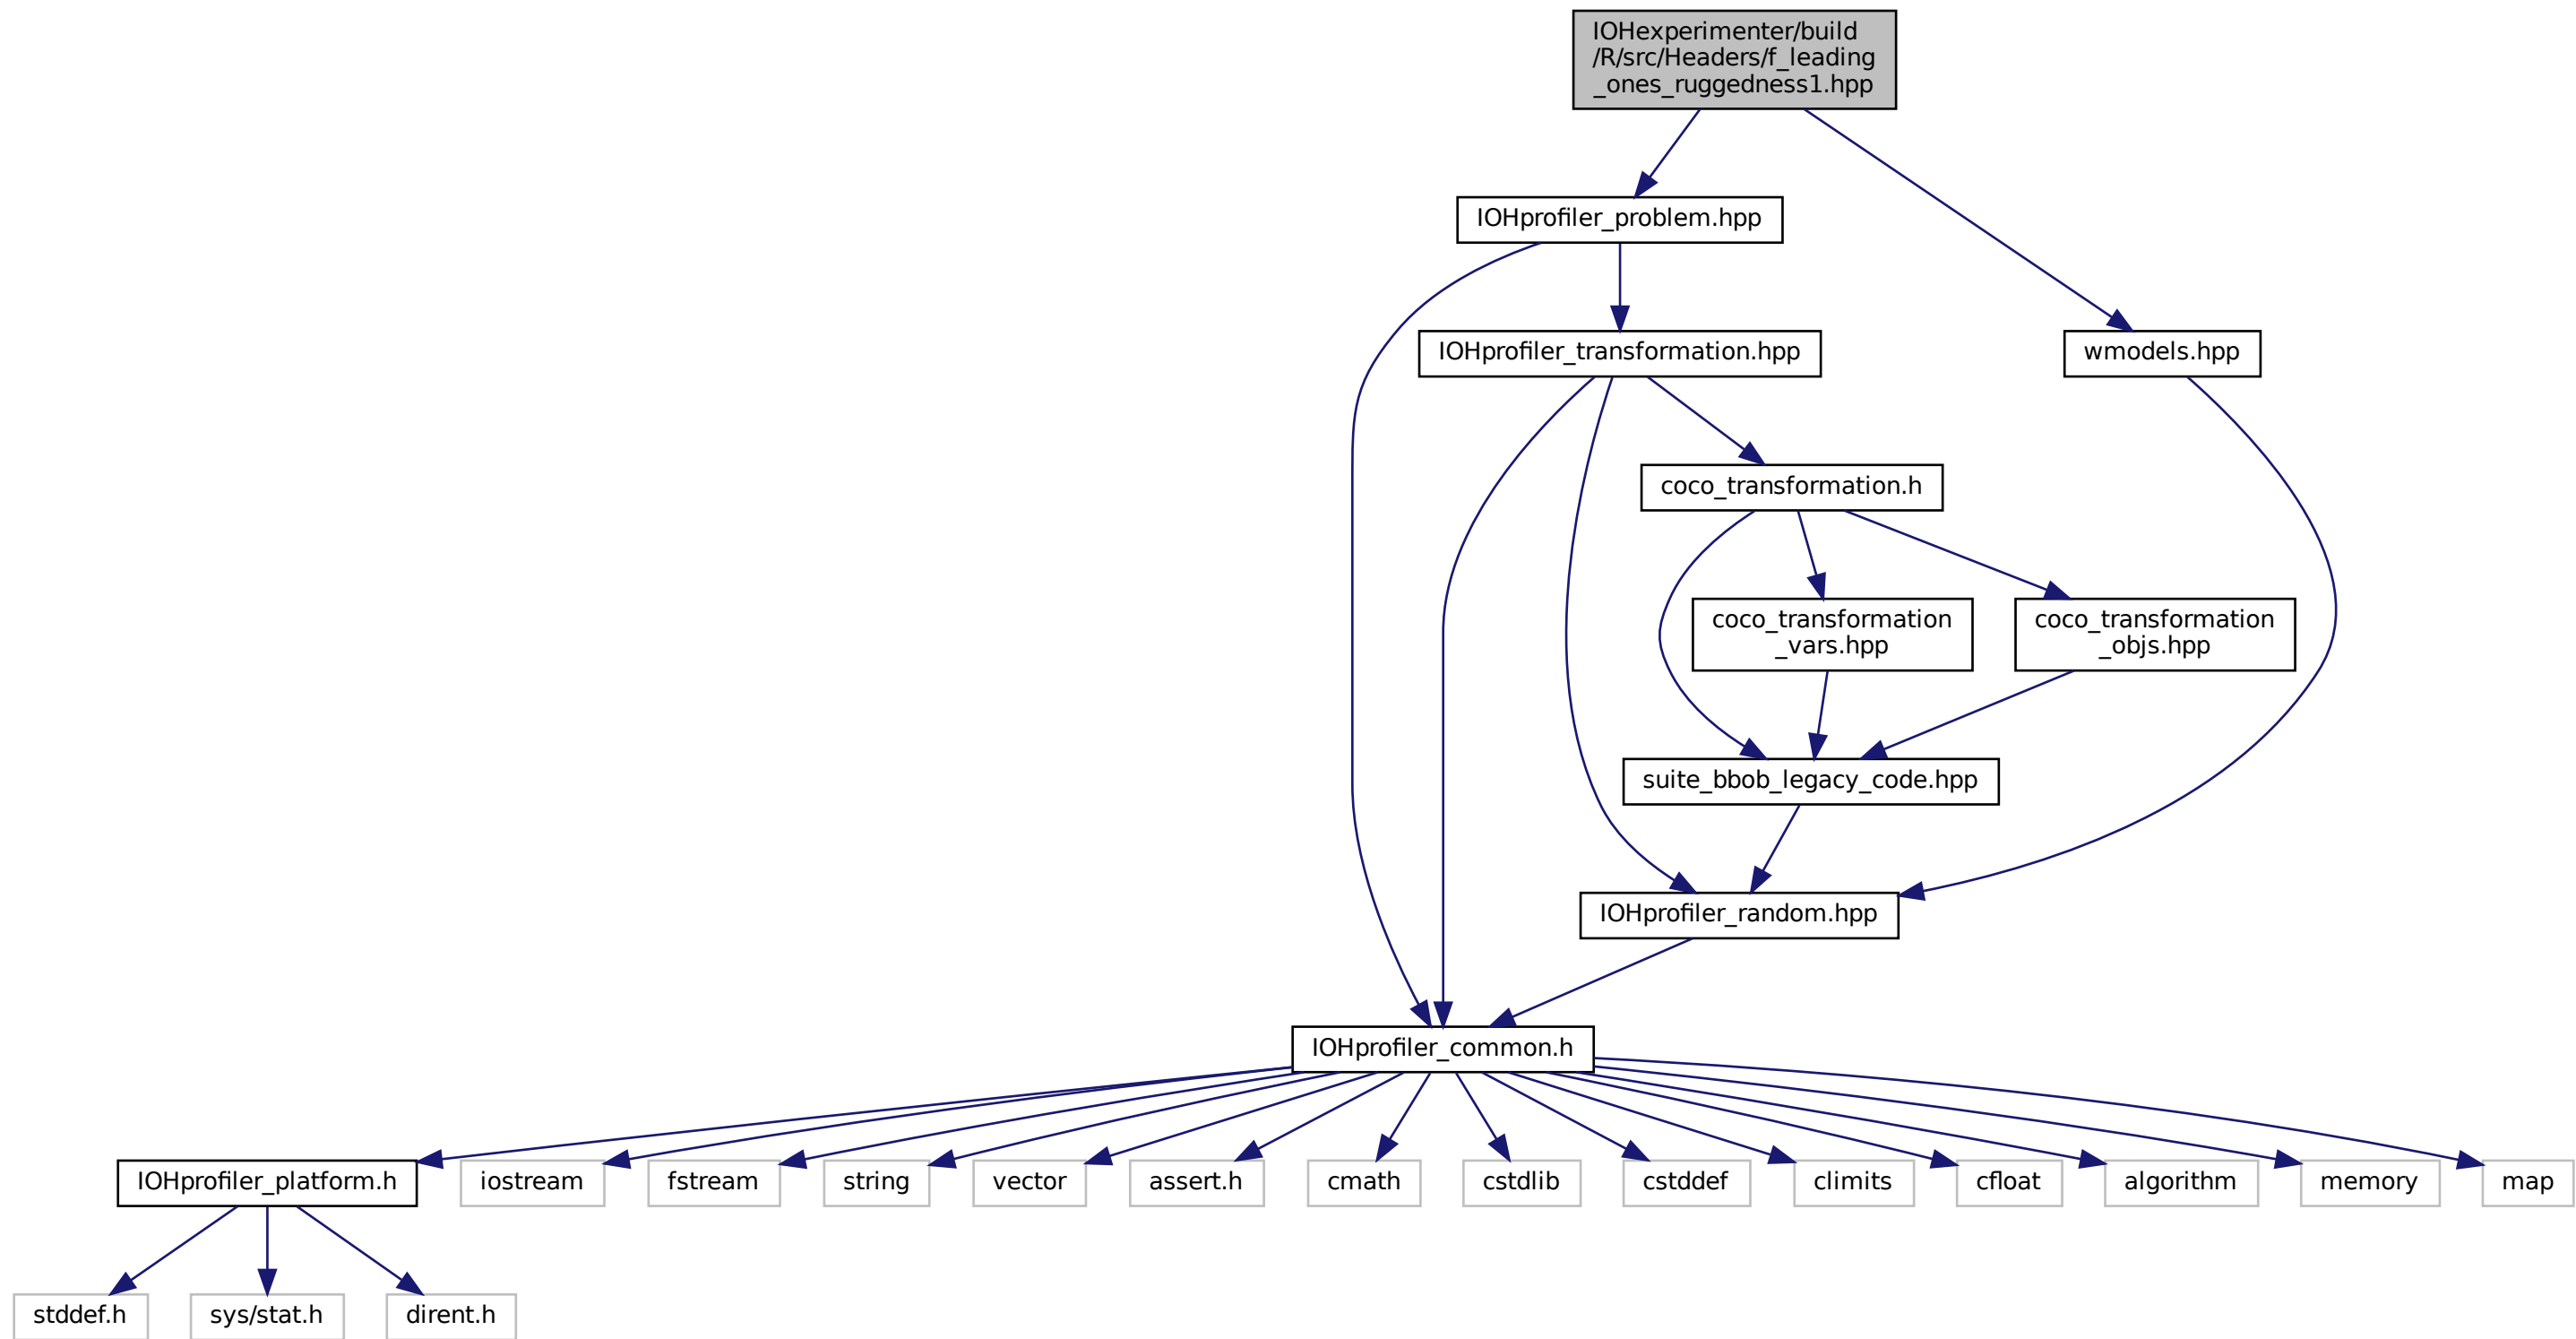 IOHexperimenter/build
/R/src/Headers/f_leading
_ones_ruggedness1.hpp
IOHprofiler_problem.hpp
IOHprofiler_transformation.hpp
wmodels.hpp
coco_transformation.h
coco_transformation
_vars.hpp
coco_transformation
_objs.hpp
suite_bbob_legacy_code.hpp
IOHprofiler_random.hpp
IOHprofiler_common.h
IOHprofiler_platform.h
iostream
fstream
string
vector
assert.h
cmath
cstdlib
cstddef
climits
cfloat
algorithm
memory
map
stddef.h
sys/stat.h
dirent.h